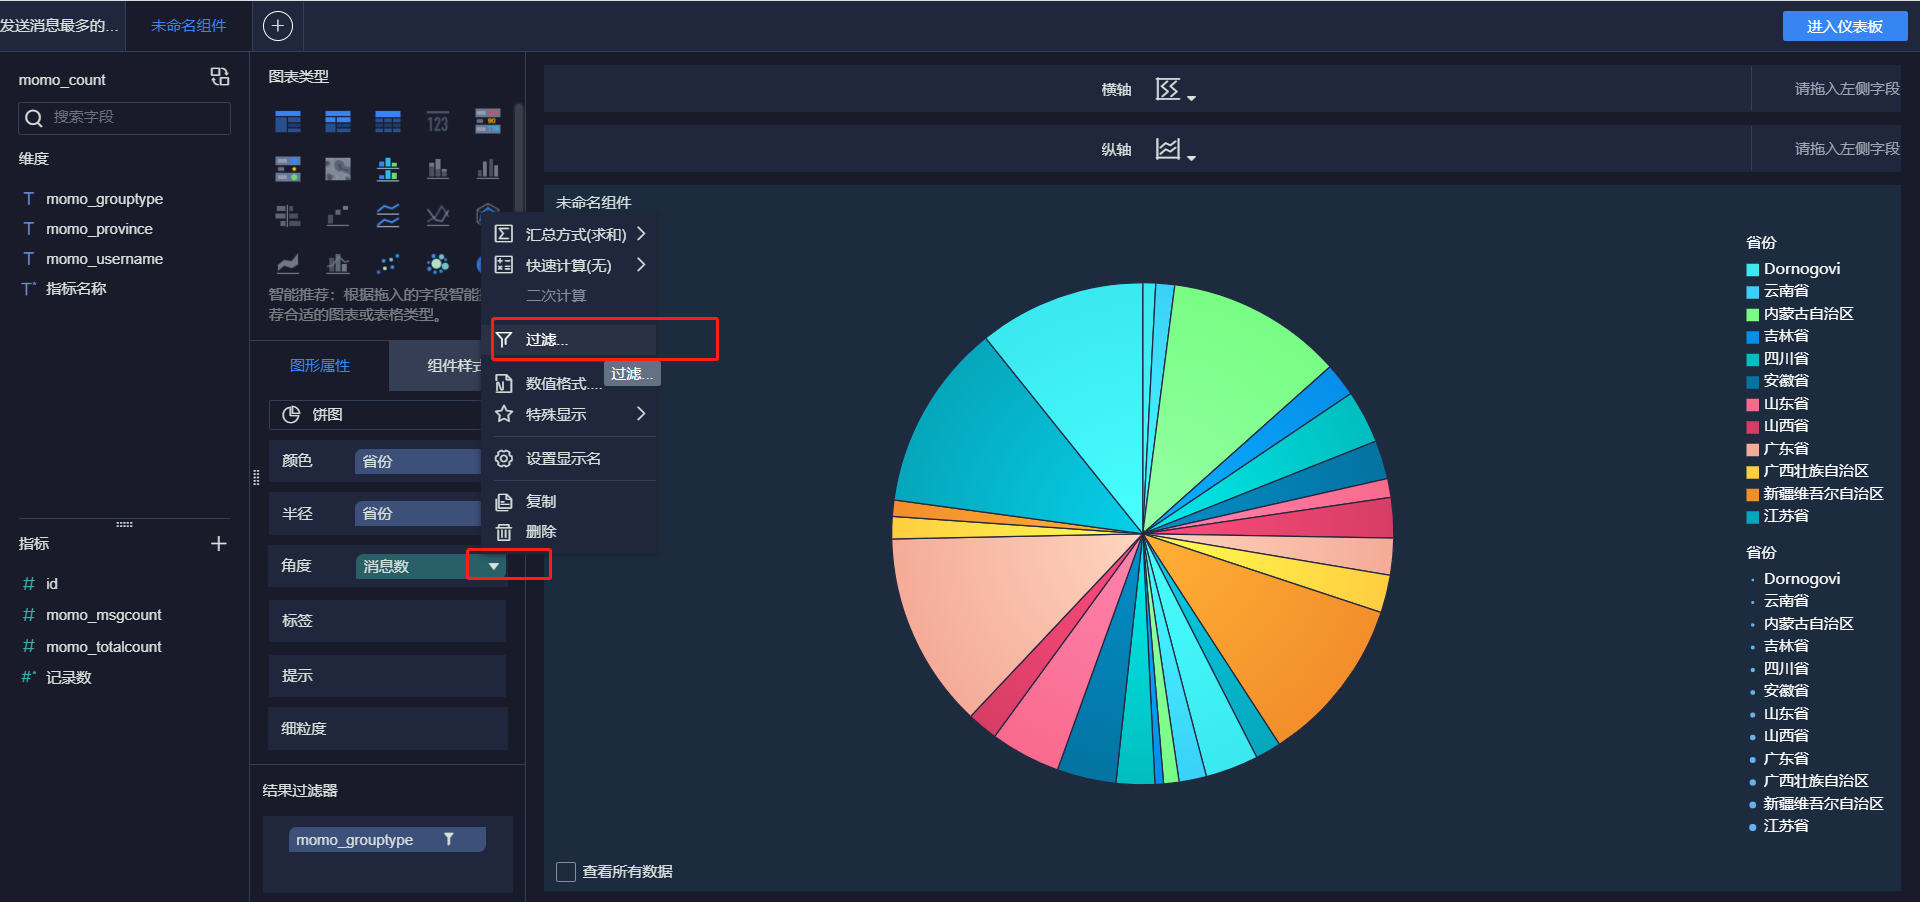 发送消息最多的...
未命名组件
进入仪表板
momo_count
搜索字段
维度
T momo_grouptype
T momo_province
T momo_username
T* 指标名称
指标
# id
# momo_msgcount
# momo_totalcount
#* 记录数
图表类型
123
智能推荐：根据拖入的字段智能
荐合适的图表或表格类型。
图形属性
组件样式
饼图
颜色 省份
半径 省份
角度 消息数
标签
提示
细粒度
结果过滤器
momo_grouptype
汇总方式(求和)
快速计算(无)
二次计算
过滤...
过滤...
数值格式...
特殊显示
设置显示名
复制
删除
横轴
请拖入左侧字段
纵轴
请拖入左侧字段
未命名组件
省份
Dornogovi
云南省
内蒙古自治区
吉林省
四川省
安徽省
山东省
山西省
广东省
广西壮族自治区
新疆维吾尔自治区
江苏省
省份
Dornogovi
云南省
内蒙古自治区
吉林省
四川省
安徽省
山东省
山西省
广东省
广西壮族自治区
新疆维吾尔自治区
江苏省
查看所有数据